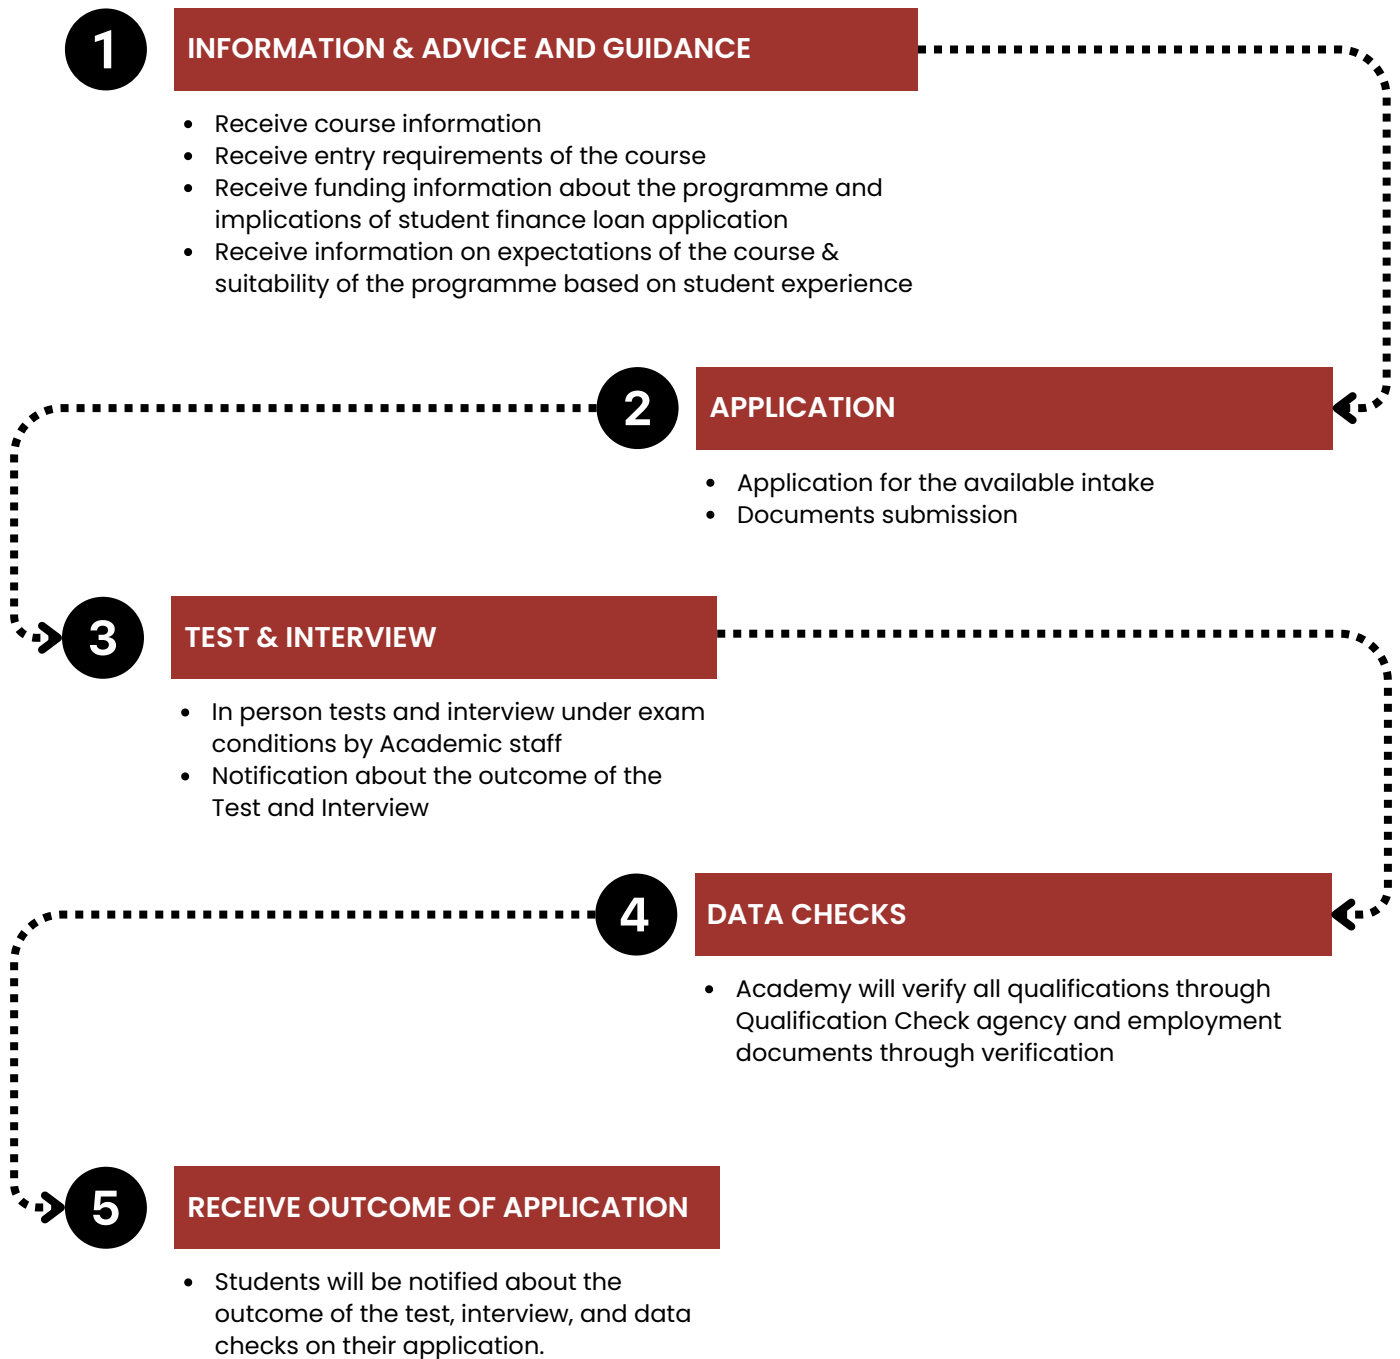 1
INFORMATION & ADVICE AND GUIDANCE
• Receive course information
• Receive entry requirements of the course
• Receive funding information about the programme and
implications of student finance loan application
• Receive information on expectations of the course &
suitability of the programme based on student experience
2
APPLICATION
• Application for the available intake
• Documents submission
3
TEST & INTERVIEW
• In person tests and interview under exam
conditions by Academic staff
• Notification about the outcome of the
Test and Interview
4
DATA CHECKS
• Academy will verify all qualifications through
Qualification Check agency and employment
documents through verification
5
RECEIVE OUTCOME OF APPLICATION
• Students will be notified about the
outcome of the test, interview, and data
checks on their application.